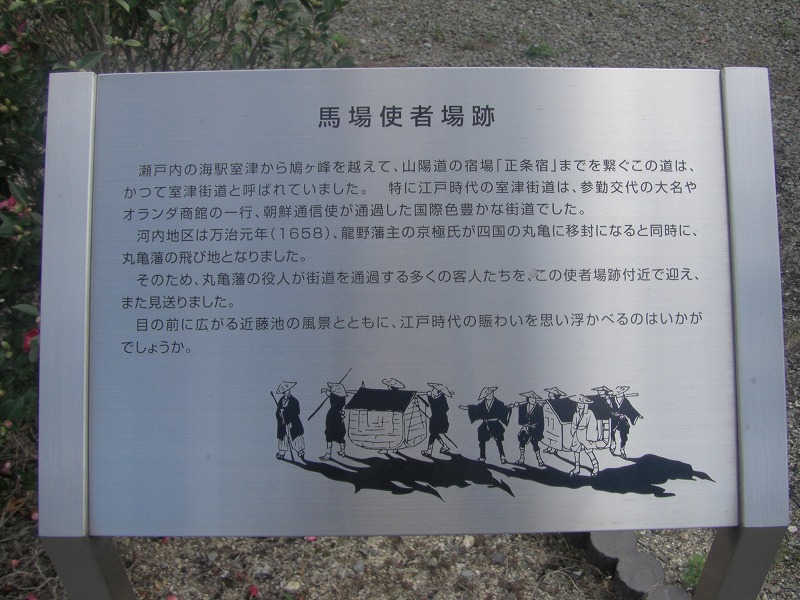 馬場使者場跡
瀬戸内の海駅室津から鳩ヶ峰を越えて、山陽道の宿場「正条宿」までを繋ぐこの道は、
かつて室津街道と呼ばれていました。 特に江戸時代の室津街道は、参勤交代の大名や
オランダ商館の一行、朝鮮通信使が通過した国際色豊かな街道でした。
河内地区は万治元年(1658)、龍野藩主の京極氏が四国の丸亀に移封になると同時に、
丸亀藩の飛び地となりました。
そのため、丸亀藩の役人が街道を通過する多くの客人たちを、この使者場跡付近で迎え、
また見送りました。
目の前に広がる近藤池の風景とともに、江戸時代の賑わいを思い浮かべるのはいかが
でしょうか。